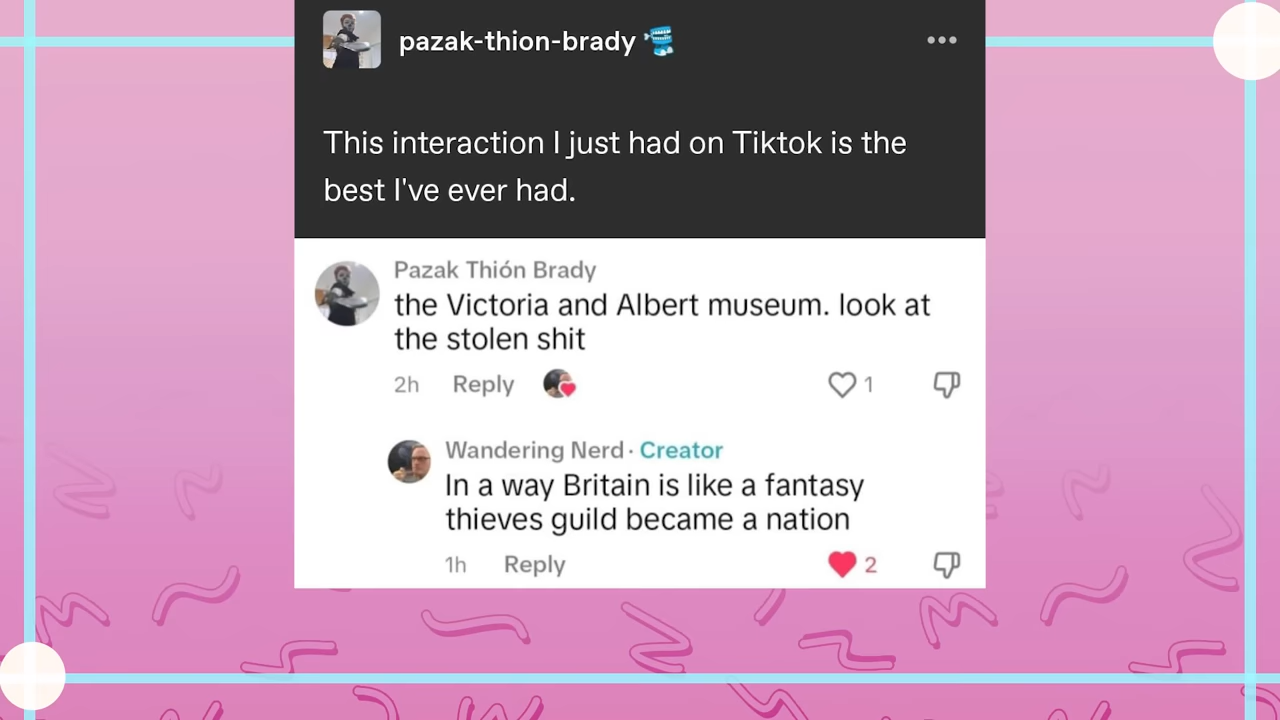 pazak-thion-brady
This interaction I just had on Tiktok is the
best I've ever had.
Pazak Thión Brady
the Victoria and Albert museum. look at
the stolen shit
2h Reply 1
Wandering Nerd · Creator
In a way Britain is like a fantasy
thieves guild became a nation
1h Reply 2